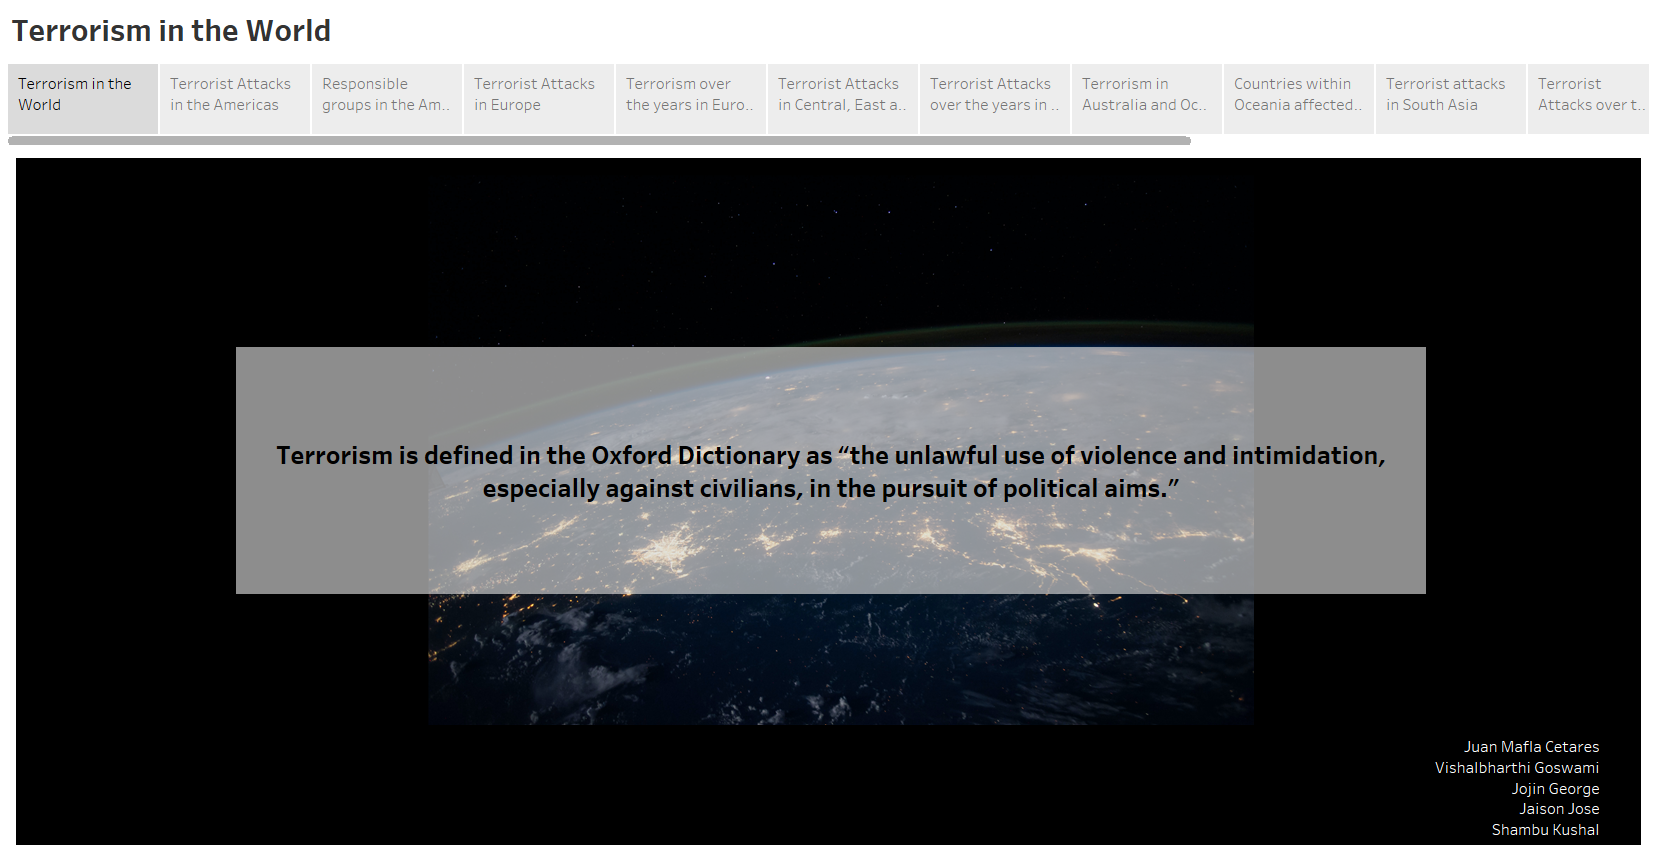 Terrorism in the World
Terrorism in the
World
Terrorist Attacks
in the Americas
Responsible
groups in the Am..
Terrorist Attacks
in Europe
Terrorism over
the years in Euro..
Terrorist Attacks
in Central, East a..
Terrorist Attacks
over the years in ..
Terrorism in
Australia and Oc..
Countries within
Oceania affected..
Terrorist attacks
in South Asia
Terrorist
Attacks over t..
Terrorism is defined in the Oxford Dictionary as “the unlawful use of violence and intimidation,
especially against civilians, in the pursuit of political aims.”
Juan Mafla Cetares
Vishalbharthi Goswami
Jojin George
Jaison Jose
Shambu Kushal